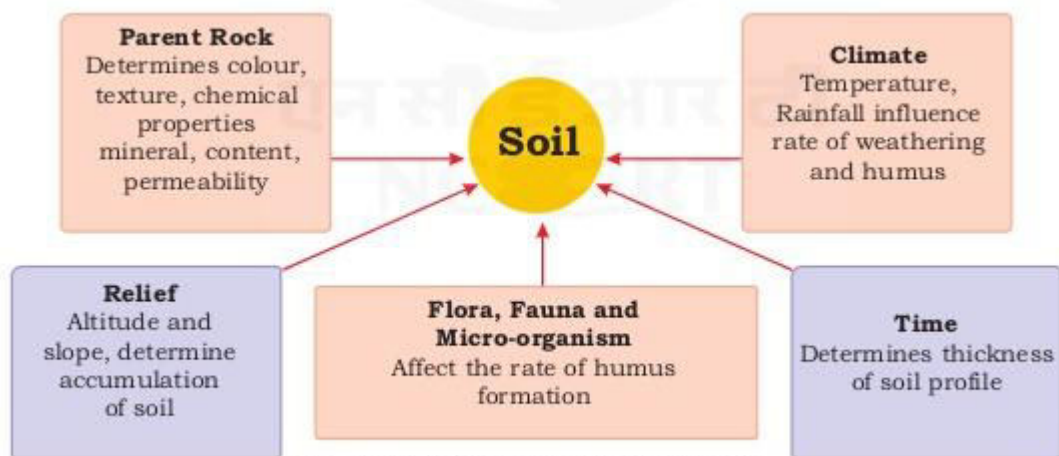 Parent Rock
Determines colour,
texture, chemical
properties
mineral, content,
permeability
Soil
Climate
Temperature,
Rainfall influence
rate of weathering
and humus
Relief
Altitude and
slope, determine
accumulation
of soil
Flora, Fauna and
Micro-organism
Affect the rate of humus
formation
Time
Determines thickness
of soil profile